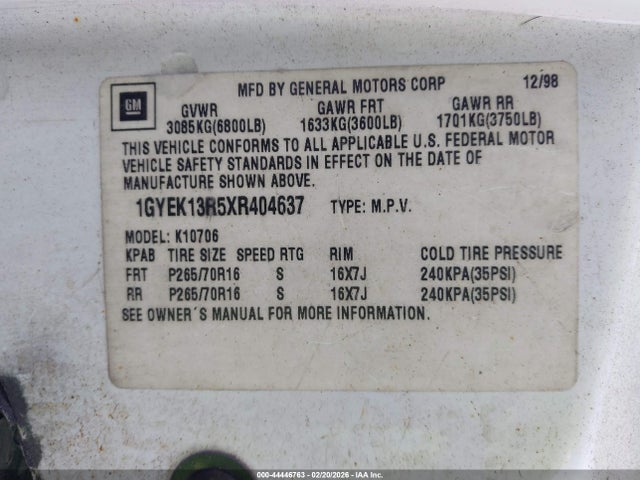 MFD BY GENERAL MOTORS CORP 12/98
GM
GVWR GAWR FRT GAWR RR
3085KG(6800LB) 1633KG(3600LB) 1701KG(3750LB)
THIS VEHICLE CONFORMS TO ALL APPLICABLE U.S. FEDERAL MOTOR
VEHICLE SAFETY STANDARDS IN EFFECT ON THE DATE OF
MANUFACTURE SHOWN ABOVE.
1GYEK13R5XR404637 TYPE: M.P.V.
MODEL: K10706
KPAB TIRE SIZE SPEED RTG RIM COLD TIRE PRESSURE
FRT P265/70R16 S 16X7J 240KPA(35PSI)
RR P265/70R16 S 16X7J 240KPA(35PSI)
SEE OWNER´S MANUAL FOR MORE INFORMATION.
000-44446763 02/20/2026 - IAA Inc.